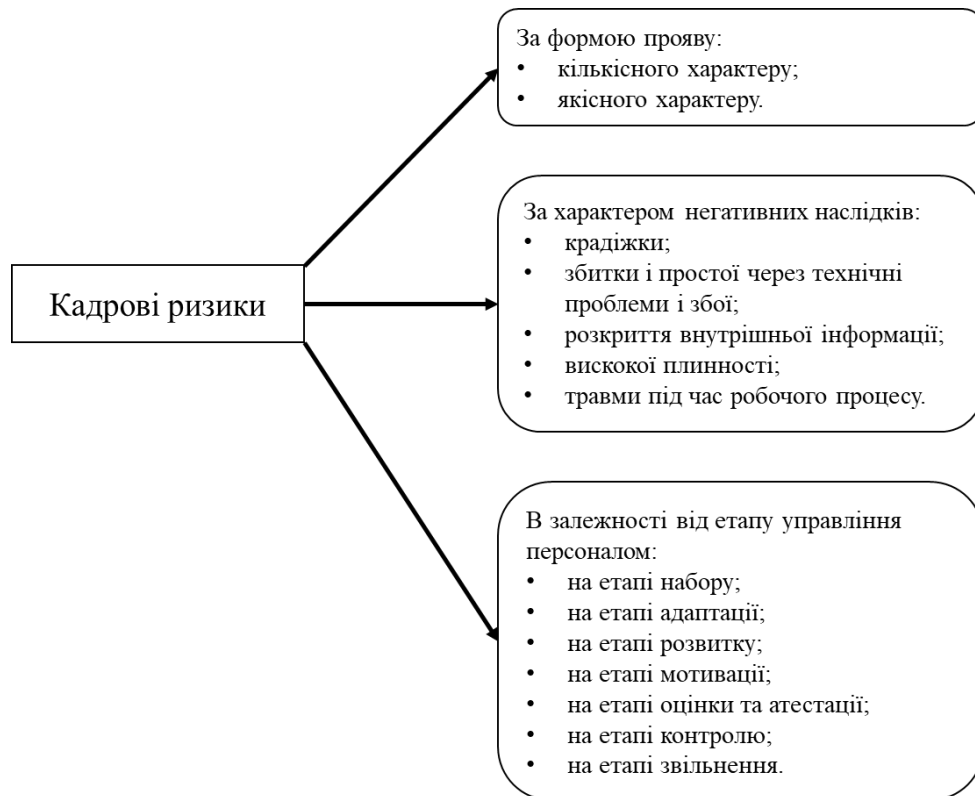 За формою прояву:
• кількісного характеру;
• якісного характеру.
Кадрові ризики
За характером негативних наслідків:
• крадіжки;
• збитки і простої через технічні
проблеми і збої;
• розкриття внутрішньої інформації;
• вискокої плинності;
• травми під час робочого процесу.
В залежності від етапу управління
персоналом:
• на етапі набору;
• на етапі адаптації;
• на етапі розвитку;
• на етапі мотивації;
• на етапі оцінки та атестації;
• на етапі контролю;
• на етапі звільнення.